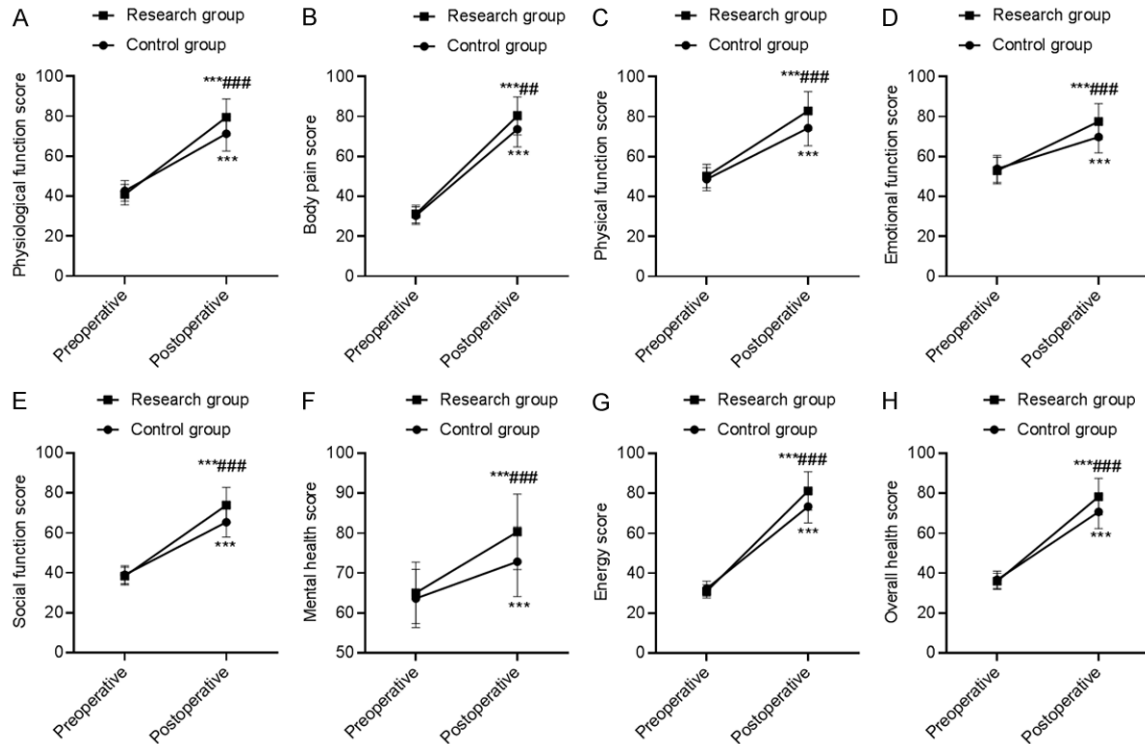 A
Research group
Control group
Physiological function score
100
80
60
40
20
0
***###
***
Preoperative
Postoperative
B
Research group
Control group
Body pain score
100
80
60
40
20
0
***##
***
Preoperative
Postoperative
C
Research group
Control group
Physical function score
100
80
60
40
20
0
***###
***
Preoperative
Postoperative
D
Research group
Control group
Emotional function score
100
80
60
40
20
0
***###
***
Preoperative
Postoperative
E
Research group
Control group
Social function score
100
80
60
40
20
0
***###
***
Preoperative
Postoperative
F
Research group
Control group
Mental health score
100
90
80
70
60
50
***###
***
Preoperative
Postoperative
G
Research group
Control group
Energy score
100
80
60
40
20
0
***###
***
Preoperative
Postoperative
H
Research group
Control group
Overall health score
100
80
60
40
20
0
***###
***
Preoperative
Postoperative